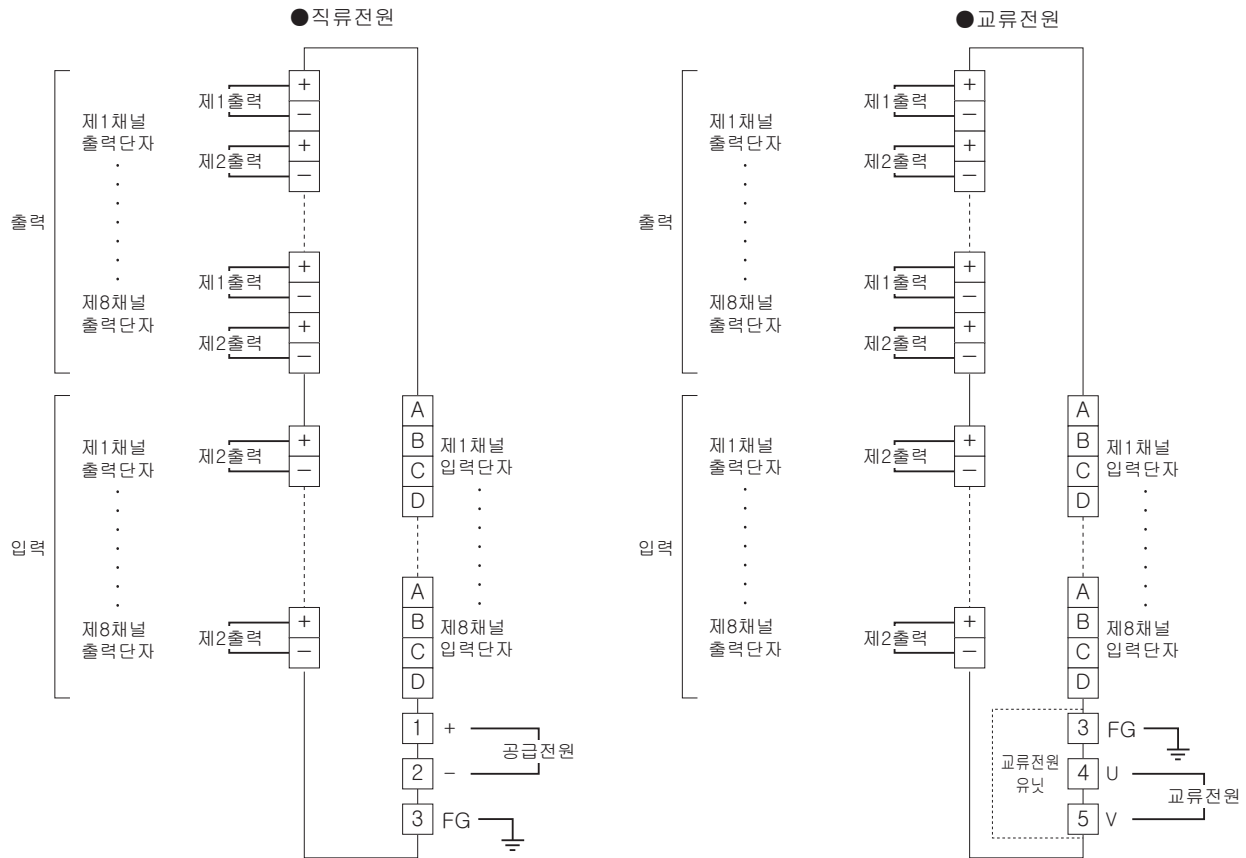 ●직류전원
출력
제1채널
출력단자
제1출력
+
−
제2출력
+
−
제8채널
출력단자
제1출력
+
−
제2출력
+
−
입력
제1채널
출력단자
제2출력
+
−
제8채널
출력단자
제2출력
+
−
A
B
C
D
제1채널
입력단자
A
B
C
D
제8채널
입력단자
1 +
2 −
공급전원
3 FG
●교류전원
출력
제1채널
출력단자
제1출력
+
−
제2출력
+
−
제8채널
출력단자
제1출력
+
−
제2출력
+
−
입력
제1채널
출력단자
제2출력
+
−
제8채널
출력단자
제2출력
+
−
A
B
C
D
제1채널
입력단자
A
B
C
D
제8채널
입력단자
교류전원
유닛
3 FG
4 U
5 V
교류전원